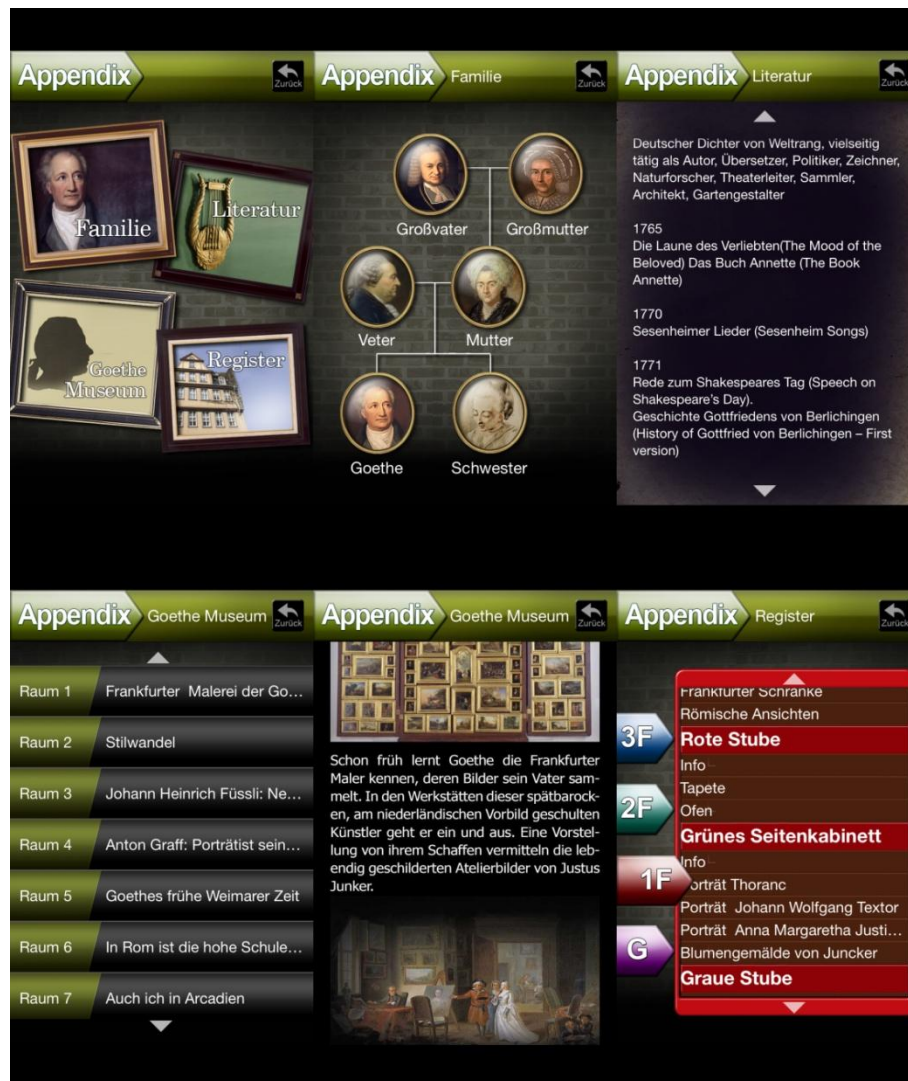 Appendix
Zurück
Familie
Literatur
Goethe
Museum
Register
Appendix Familie
Zurück
Großvater Großmutter
Veter Mutter
Goethe Schwester
Appendix Literatur
Zurück
Deutscher Dichter von Weltrang, vielseitig
tätig als Autor, Übersetzer, Politiker, Zeichner,
Naturforscher, Theaterleiter, Sammler,
Architekt, Gartengestalter
1765
Die Laune des Verliebten(The Mood of the
Beloved) Das Buch Annette (The Book
Annette)
1770
Sesenheimer Lieder (Sesenheim Songs)
1771
Rede zum Shakespeares Tag (Speech on
Shakespeare's Day).
Geschichte Gottfriedens von Berlichingen
(History of Gottfried von Berlichingen – First
version)
Appendix Goethe Museum
Zurück
Raum 1 Frankfurter Malerei der Go...
Raum 2 Stilwandel
Raum 3 Johann Heinrich Füssli: Ne...
Raum 4 Anton Graff: Porträtist sein...
Raum 5 Goethes frühe Weimarer Zeit
Raum 6 In Rom ist die hohe Schule...
Raum 7 Auch ich in Arcadien
Appendix Goethe Museum
Zurück
Schon früh lernt Goethe die Frankfurter
Maler kennen, deren Bilder sein Vater sam-
melt. In den Werkstätten dieser spätbarock-
en, am niederländischen Vorbild geschulten
Künstler geht er ein und aus. Eine Vorstel-
lung von ihrem Schaffen vermitteln die leb-
endig geschilderten Atelierbilder von Justus
Junker.
Appendix Register
Zurück
3F
2F
1F
G
Frankfurter Schränke
Römische Ansichten
Rote Stube
Info
Tapete
Ofen
Grünes Seitenkabinett
Info
Porträt Thoranc
Porträt Johann Wolfgang Textor
Porträt Anna Margaretha Justi...
Blumengemälde von Juncker
Graue Stube